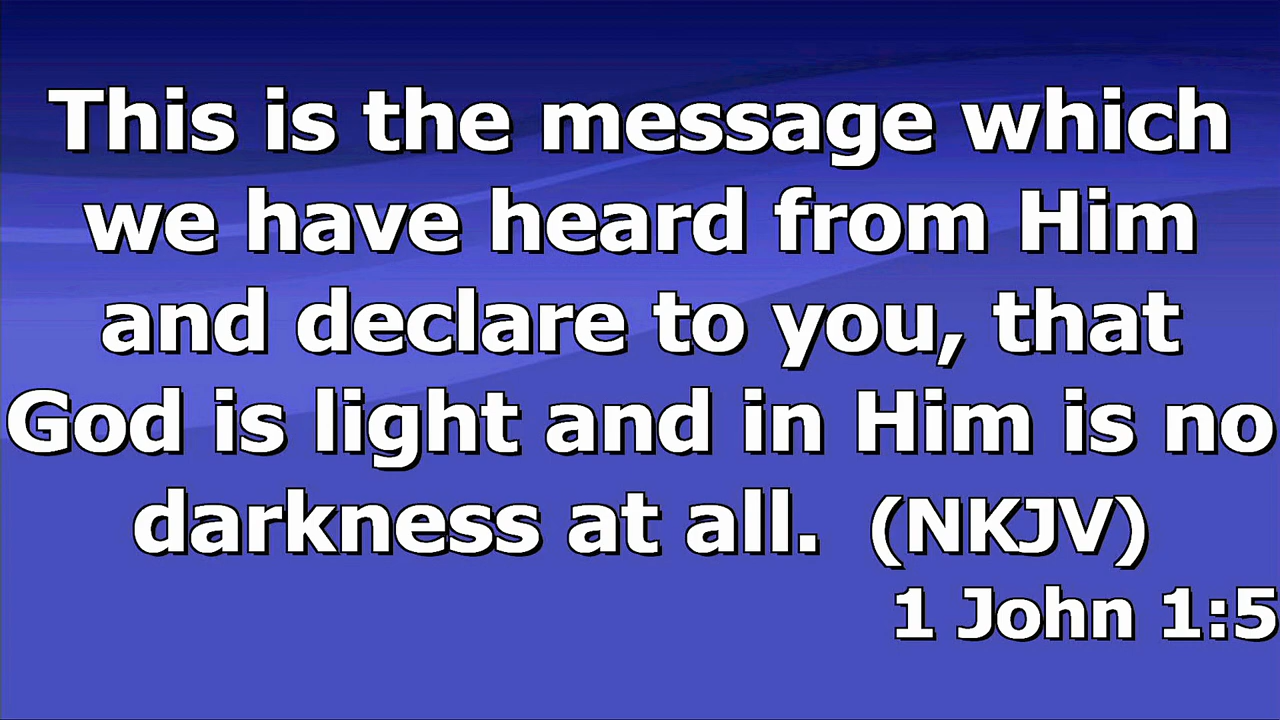 This is the message which
we have heard from Him
and declare to you, that
God is light and in Him is no
darkness at all.  (NKJV)
1 John 1:5